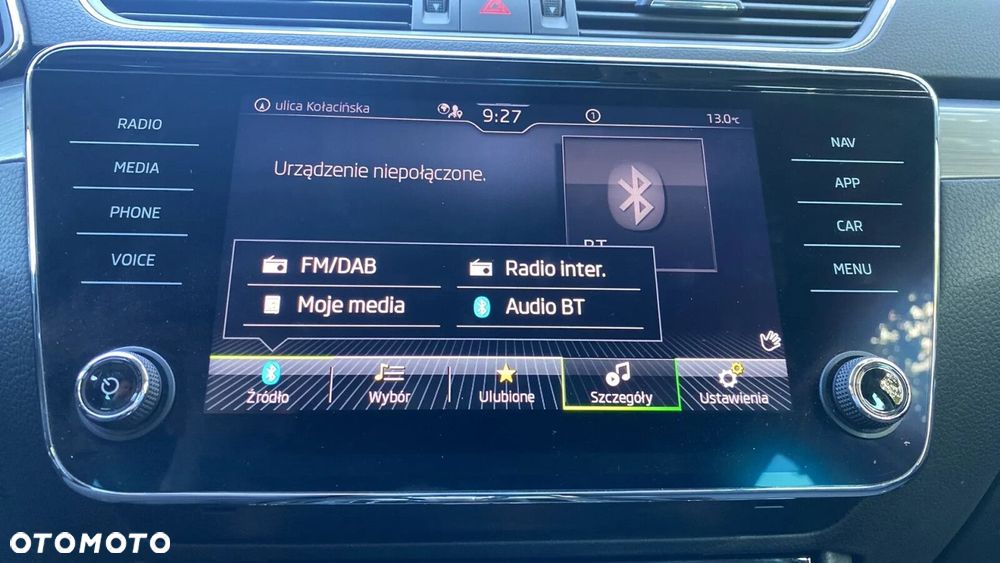 ulica Kołacińska
9:27
1
13.0°C
RADIO
MEDIA
PHONE
VOICE
NAV
APP
CAR
MENU
Urządzenie niepołączone.
BT
FM/DAB
Radio inter.
Moje media
Audio BT
Źródło
Wybór
Ulubione
Szczegóły
Ustawienia
OTOMOTO